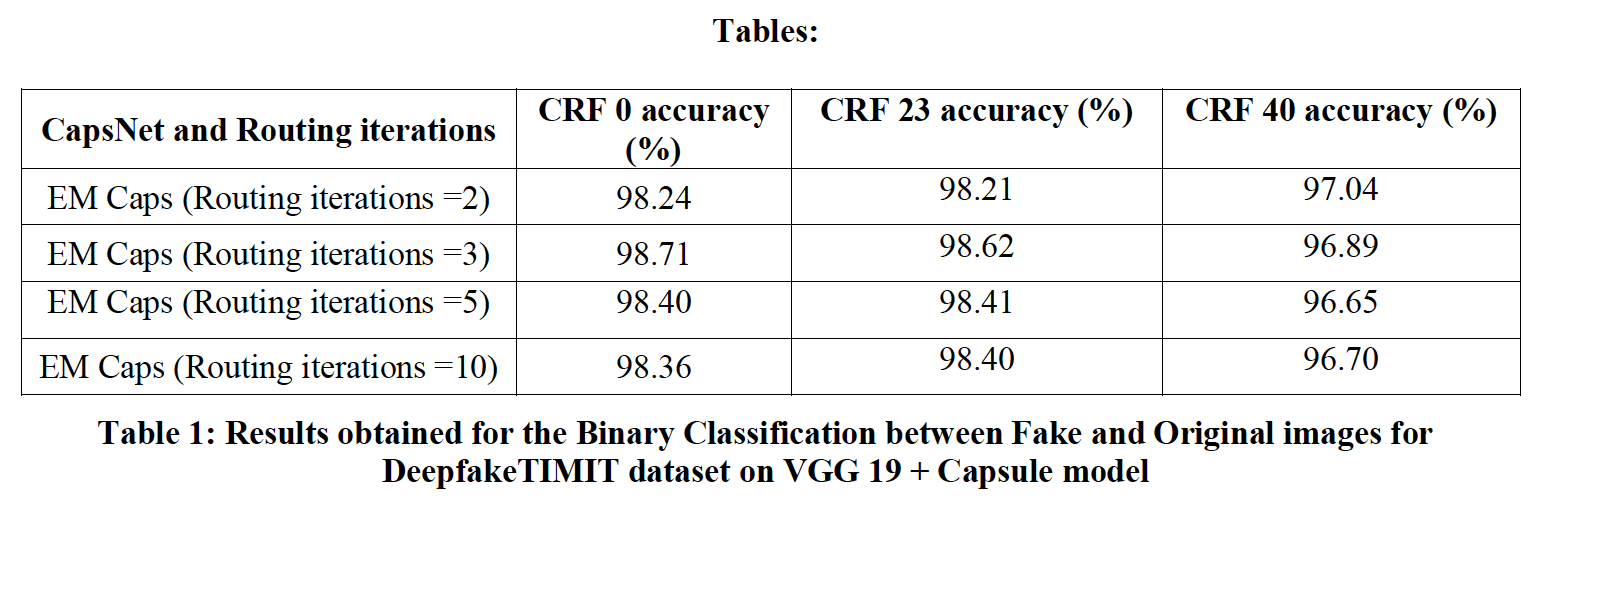 Tables:
CapsNet and Routing iterations CRF 0 accuracy (%) CRF 23 accuracy (%) CRF 40 accuracy (%)
EM Caps (Routing iterations =2) 98.24 98.21 97.04
EM Caps (Routing iterations =3) 98.71 98.62 96.89
EM Caps (Routing iterations =5) 98.40 98.41 96.65
EM Caps (Routing iterations =10) 98.36 98.40 96.70
Table 1: Results obtained for the Binary Classification between Fake and Original images for
DeepfakeTIMIT dataset on VGG 19 + Capsule model